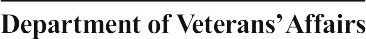 Department of Veterans’ Affairs